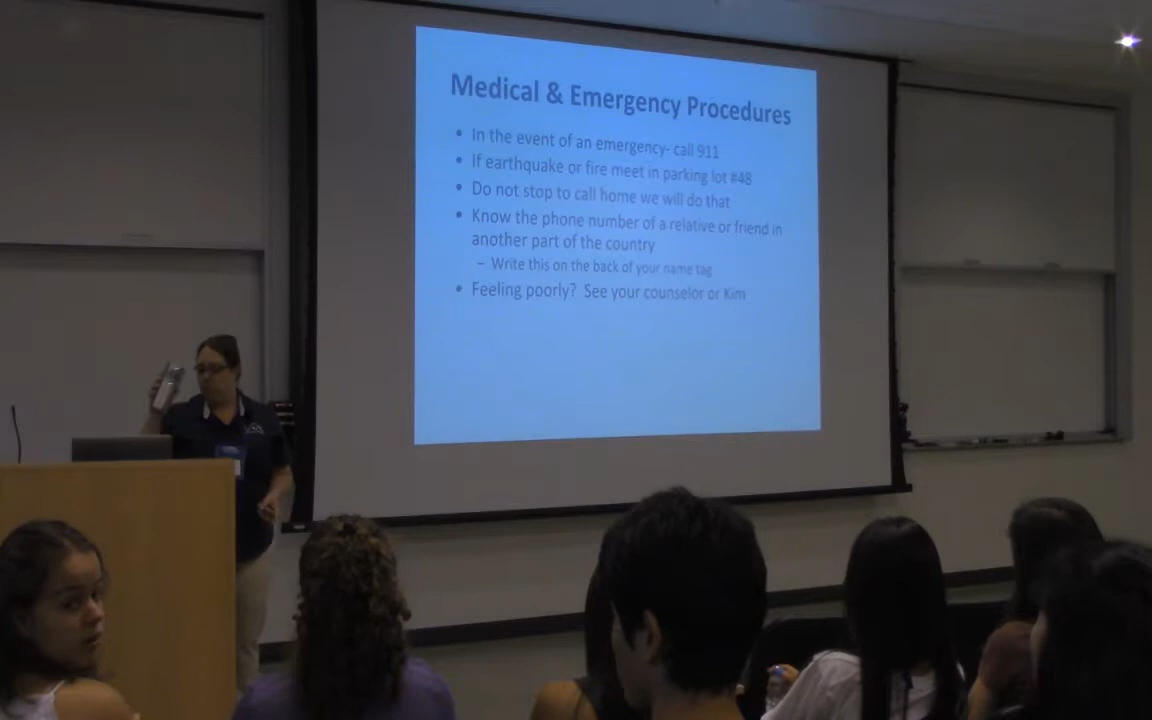 Medical & Emergency Procedures
• In the event of an emergency- call 911
• If earthquake or fire meet in parking lot #48
• Do not stop to call home we will do that
• Know the phone number of a relative or friend in
another part of the country
– Write this on the back of your name tag
• Feeling poorly? See your counselor or Kim